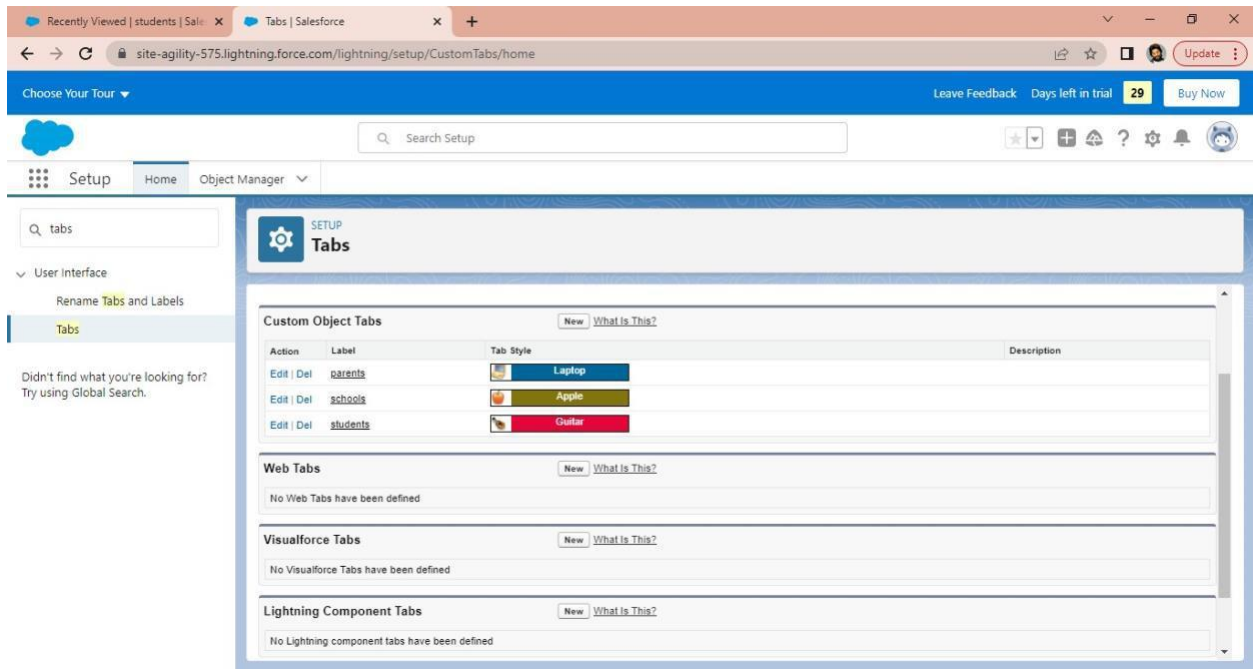 Recently Viewed | students | Sale
Tabs | Salesforce
site-agility-575.lightning.force.com/lightning/setup/CustomTabs/home
Update
Choose Your Tour
Leave Feedback Days left in trial 29 Buy Now
Search Setup
Setup Home Object Manager
tabs
User Interface
Rename Tabs and Labels
Tabs
Didn't find what you're looking for?
Try using Global Search.
SETUP
Tabs
Custom Object Tabs New What Is This?
Action Label Tab Style Description
Edit | Del parents Laptop
Edit | Del schools Apple
Edit | Del students Guitar
Web Tabs New What Is This?
No Web Tabs have been defined
Visualforce Tabs New What Is This?
No Visualforce Tabs have been defined
Lightning Component Tabs New What Is This?
No Lightning component tabs have been defined